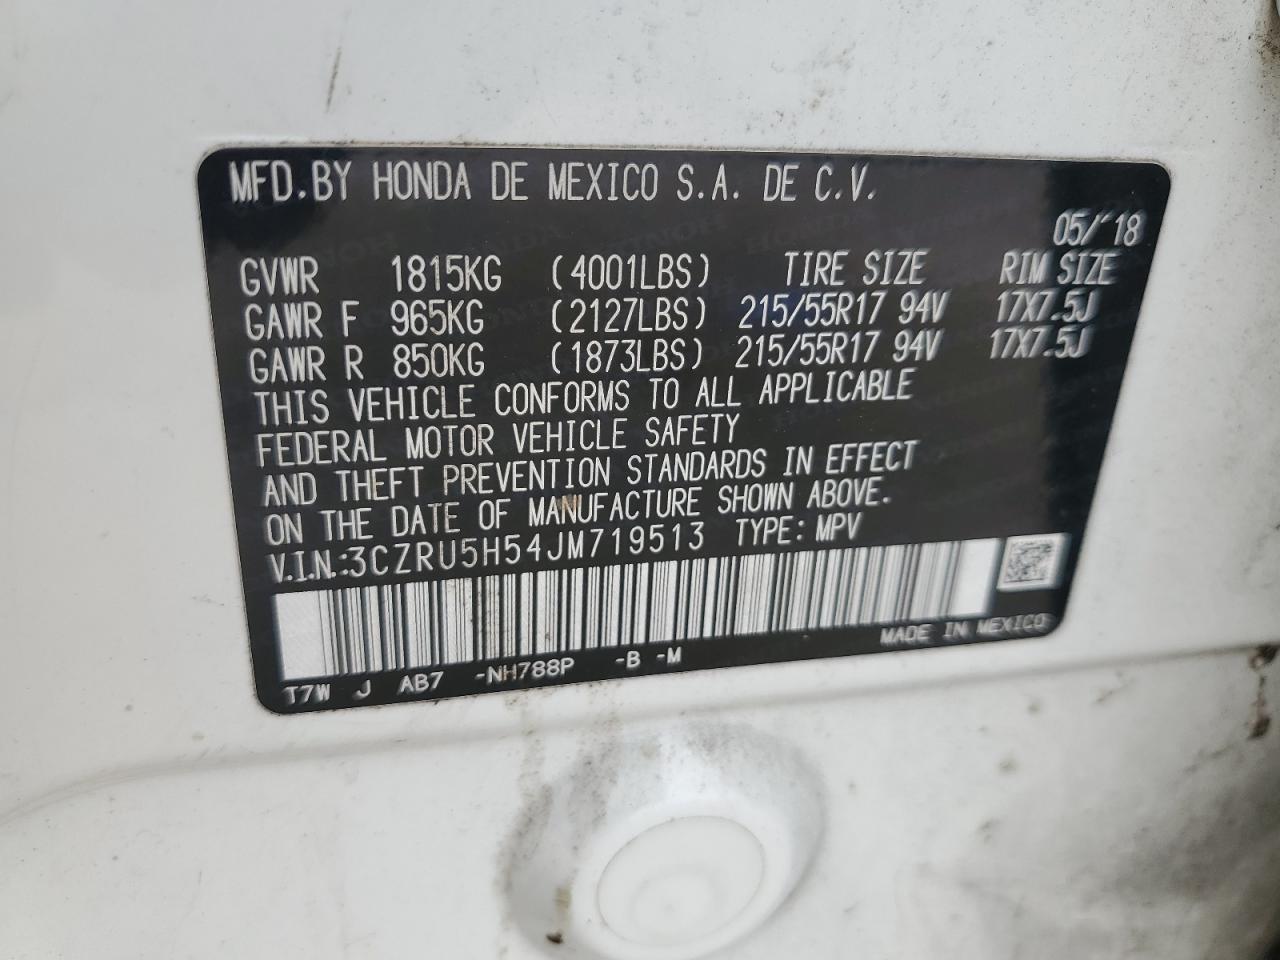 MFD.BY HONDA DE MEXICO S.A. DE C.V.
05/18
GVWR 1815KG (4001LBS) TIRE SIZE RIM SIZE
GAWR F 965KG (2127LBS) 215/55R17 94V 17X7.5J
GAWR R 850KG (1873LBS) 215/55R17 94V 17X7.5J
THIS VEHICLE CONFORMS TO ALL APPLICABLE
FEDERAL MOTOR VEHICLE SAFETY
AND THEFT PREVENTION STANDARDS IN EFFECT
ON THE DATE OF MANUFACTURE SHOWN ABOVE.
V.I.N.:3CZRU5H54JM719513 TYPE: MPV
MADE IN MEXICO
T7W J AB7 -NH788P -B -M